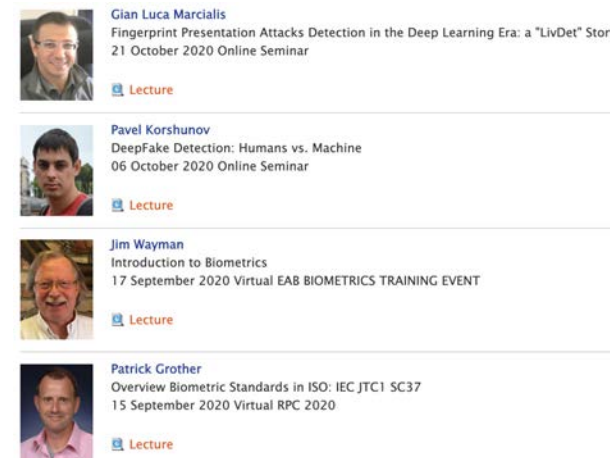 Gian Luca Marcialis
Fingerprint Presentation Attacks Detection in the Deep Learning Era: a "LivDet" Stor
21 October 2020 Online Seminar
Lecture
Pavel Korshunov
DeepFake Detection: Humans vs. Machine
06 October 2020 Online Seminar
Lecture
Jim Wayman
Introduction to Biometrics
17 September 2020 Virtual EAB BIOMETRICS TRAINING EVENT
Lecture
Patrick Grother
Overview Biometric Standards in ISO: IEC JTC1 SC37
15 September 2020 Virtual RPC 2020
Lecture